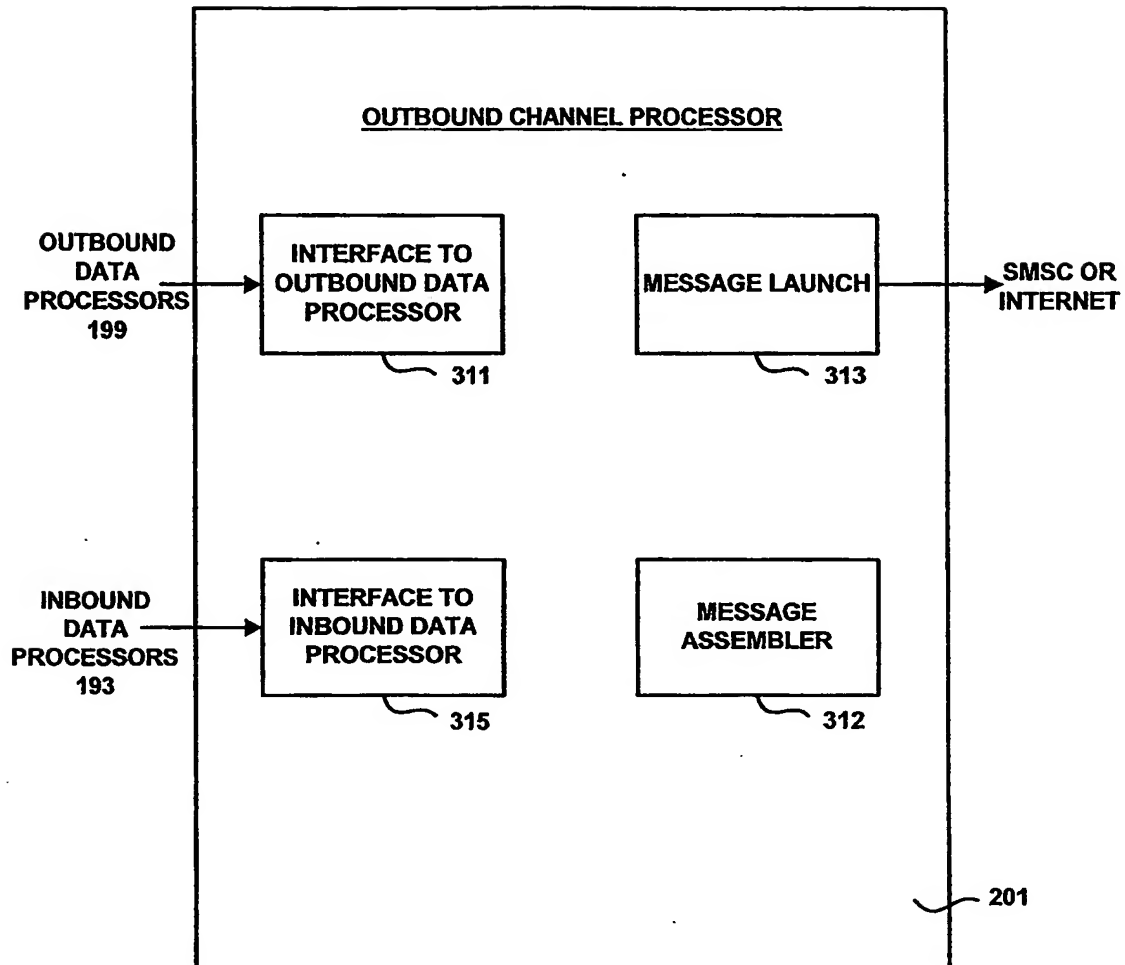 OUTBOUND CHANNEL PROCESSOR
OUTBOUND
DATA
PROCESSORS
199
INTERFACE TO
OUTBOUND DATA
PROCESSOR
311
MESSAGE LAUNCH
313
SMSC OR
INTERNET
INBOUND
DATA
PROCESSORS
193
INTERFACE TO
INBOUND DATA
PROCESSOR
315
MESSAGE
ASSEMBLER
312
201